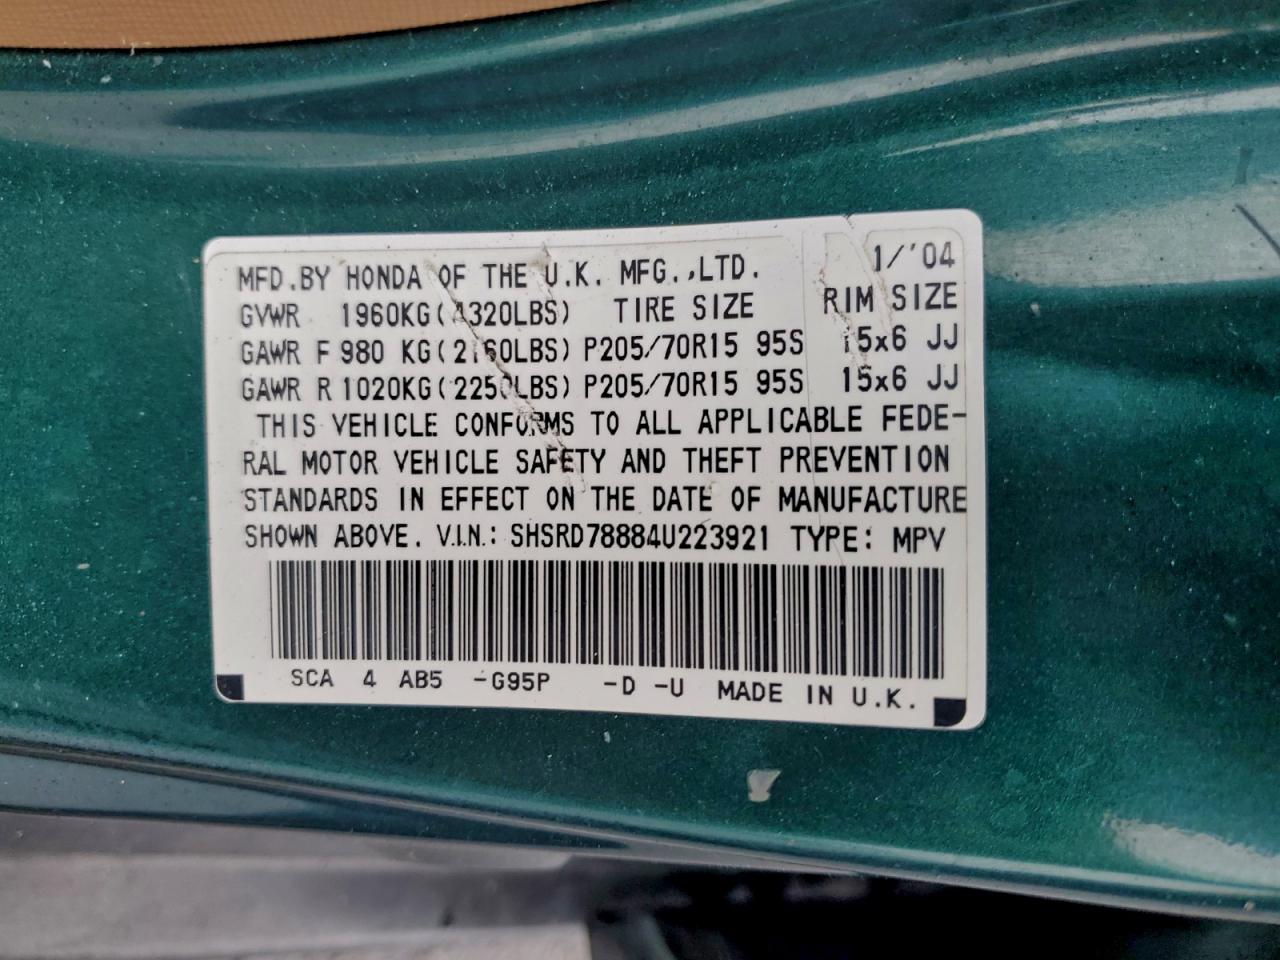 MFD.BY HONDA OF THE U.K. MFG.,LTD. 1/'04
GVWR 1960KG(4320LBS) TIRE SIZE RIM SIZE
GAWR F 980 KG(2160LBS) P205/70R15 95S 15x6 JJ
GAWR R 1020KG(2250LBS) P205/70R15 95S 15x6 JJ
THIS VEHICLE CONFORMS TO ALL APPLICABLE FEDE-
RAL MOTOR VEHICLE SAFETY AND THEFT PREVENTION
STANDARDS IN EFFECT ON THE DATE OF MANUFACTURE
SHOWN ABOVE. V.I.N.: SHSRD78884U223921 TYPE: MPV
SCA 4 AB5 -G95P -D -U MADE IN U.K.